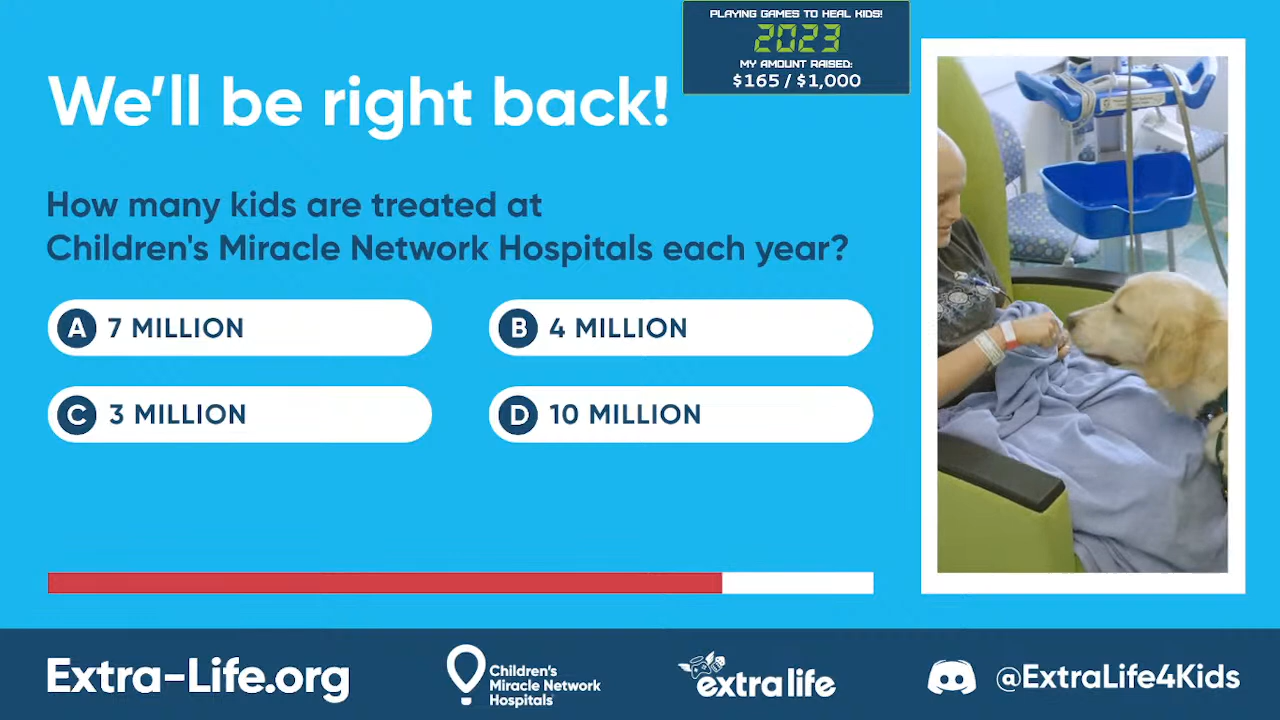 PLAYING GAMES TO HEAL KIDS!
2023
MY AMOUNT RAISED:
$165 / $1,000
We'll be right back!
How many kids are treated at
Children's Miracle Network Hospitals each year?
A 7 MILLION
B 4 MILLION
C 3 MILLION
D 10 MILLION
Extra-Life.org
Children's
Miracle Network
Hospitals
extra life
@ExtraLife4Kids